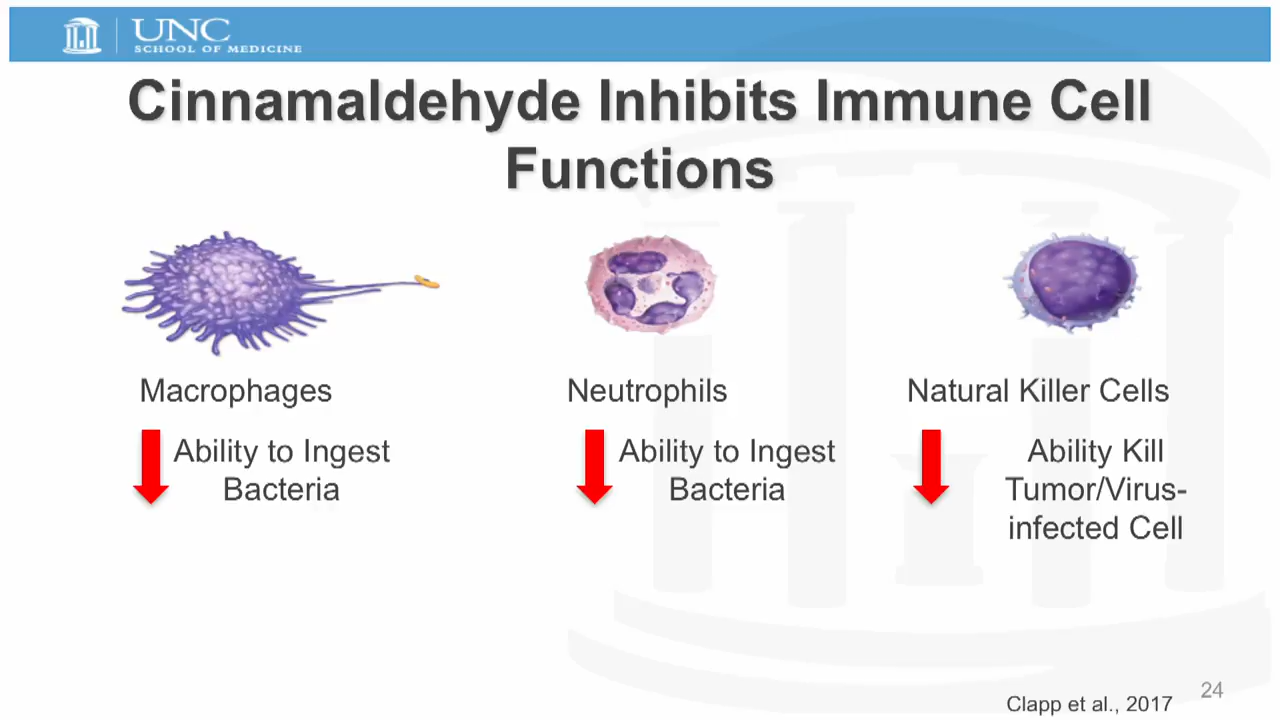 UNC
SCHOOL OF MEDICINE
Cinnamaldehyde Inhibits Immune Cell
Functions
Macrophages
Ability to Ingest
Bacteria
Neutrophils
Ability to Ingest
Bacteria
Natural Killer Cells
Ability Kill
Tumor/Virus-
infected Cell
Clapp et al., 2017
24